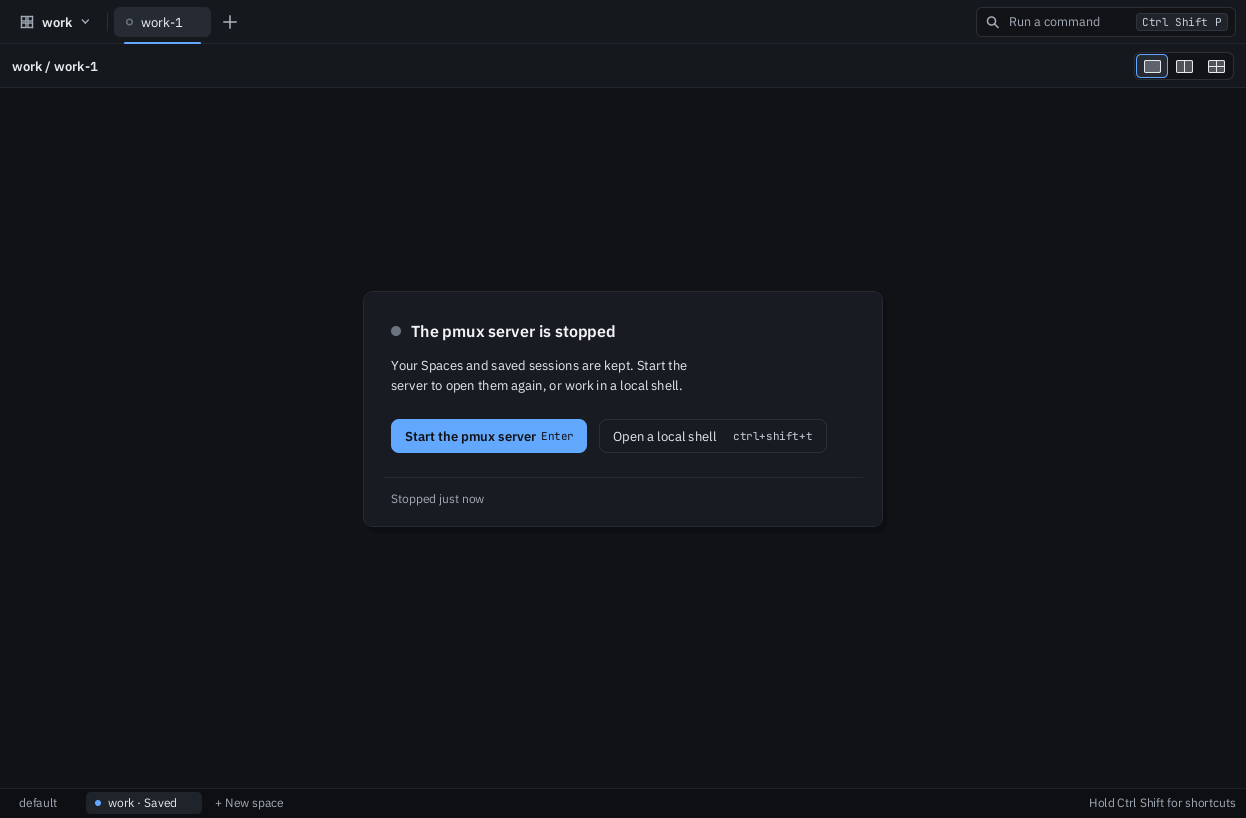 work
work-1
Run a command
Ctrl Shift P
work / work-1
The pmux server is stopped
Your Spaces and saved sessions are kept. Start the
server to open them again, or work in a local shell.
Start the pmux server Enter
Open a local shell ctrl+shift+t
Stopped just now
default
work · Saved
+ New space
Hold Ctrl Shift for shortcuts